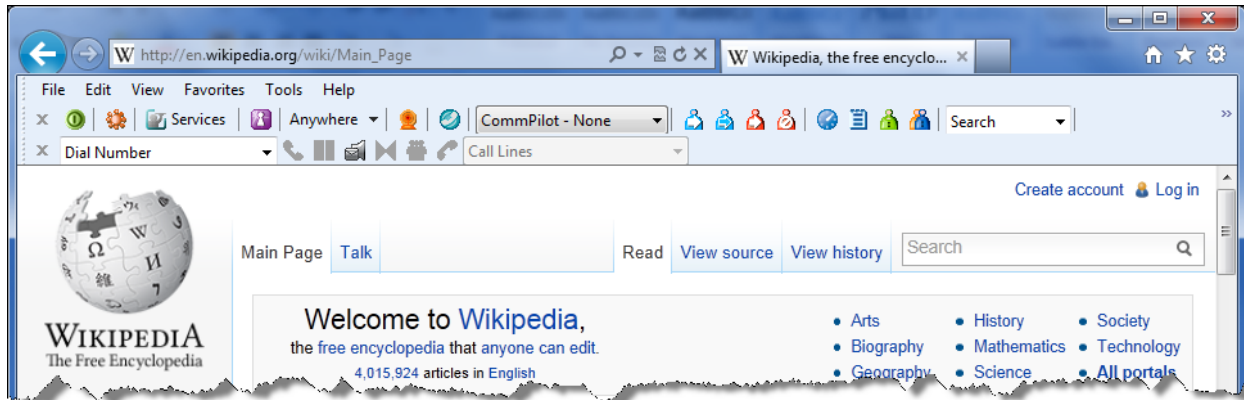 http://en.wikipedia.org/wiki/Main_Page
W Wikipedia, the free encyclo...
File Edit View Favorites Tools Help
Services Anywhere CommPilot - None Search
Dial Number Call Lines
Create account Log in
Main Page Talk Read View source View history Search
Welcome to Wikipedia,
the free encyclopedia that anyone can edit.
4,015,924 articles in English
Arts History Society
Biography Mathematics Technology
Geography Science All portals
Ω W И 維 7
WIKIPEDIA
The Free Encyclopedia